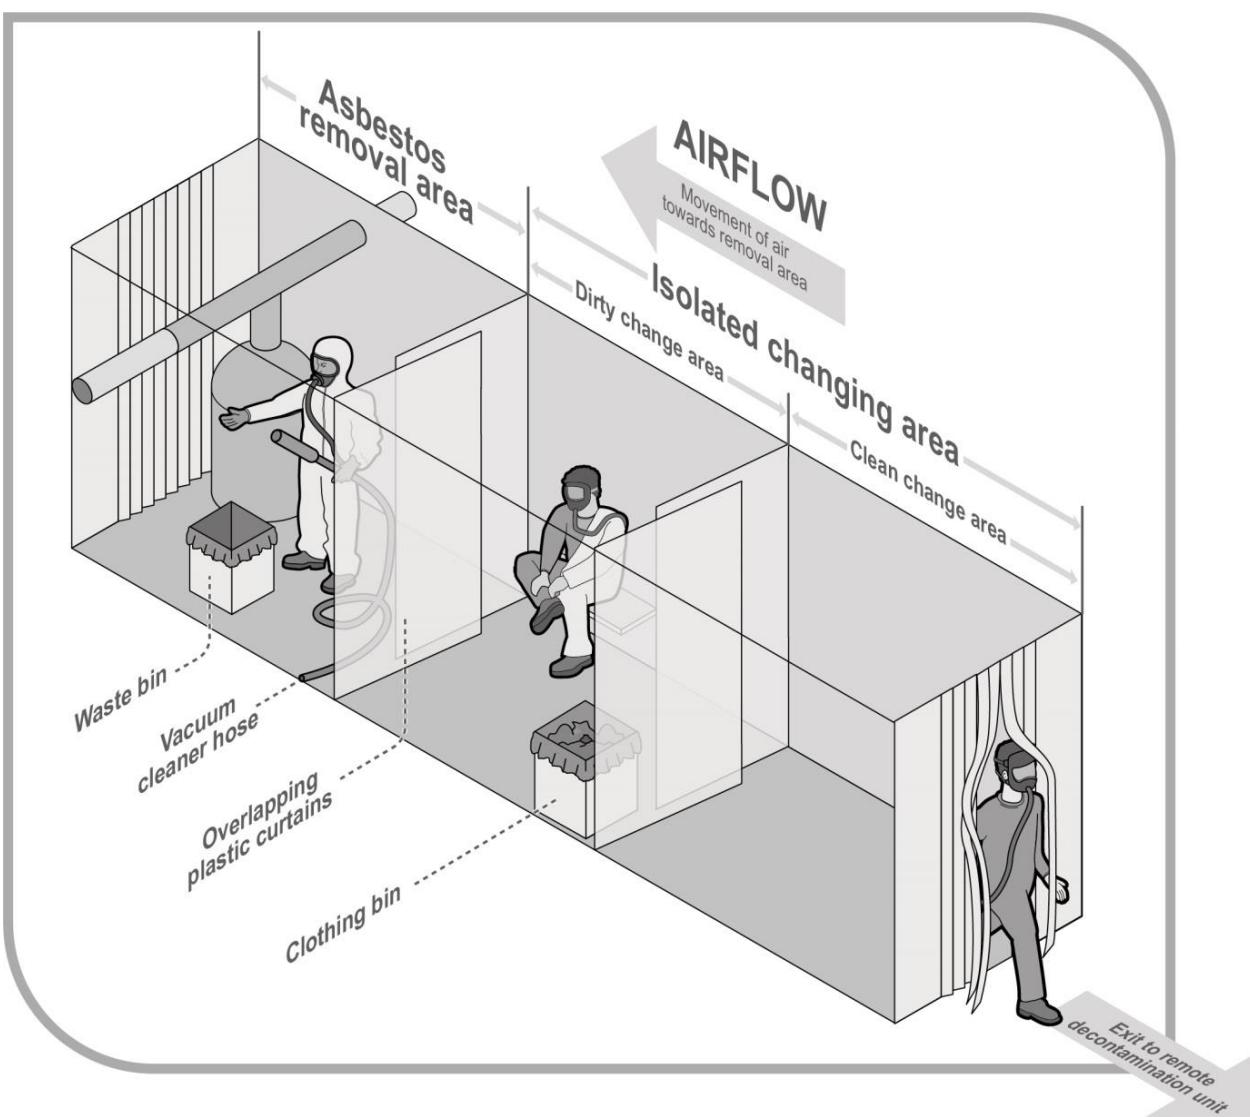 Asbestos
removal area
AIRFLOW
Movement of air
towards removal area
Isolated changing area
Dirty change area
Clean change area
Waste bin
Vacuum
cleaner hose
Overlapping
plastic curtains
Clothing bin
Exit to remote
decontamination unit